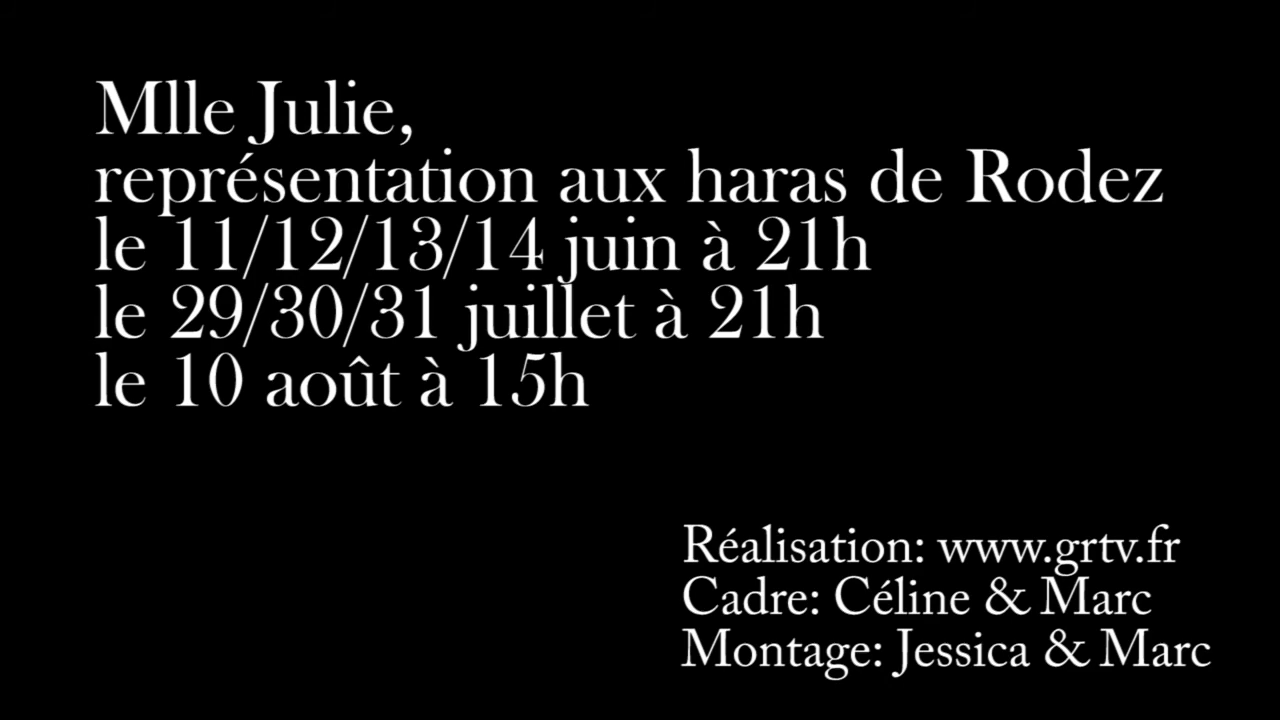 Mlle Julie,
représentation aux haras de Rodez
le 11/12/13/14 juin à 21h
le 29/30/31 juillet à 21h
le 10 août à 15h
Réalisation: www.grtv.fr
Cadre: Céline & Marc
Montage: Jessica & Marc